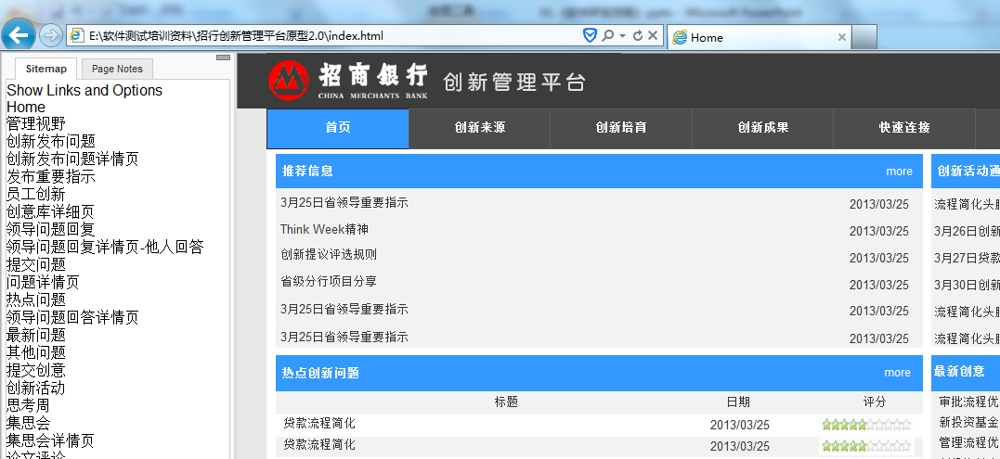 E:\软件测试培训资料\招行创新管理平台原型2.0\index.html
Home
Sitemap
Page Notes
Show Links and Options
Home
管理视野
创新发布问题
创新发布问题详情页
发布重要指示
员工创新
创意库详细页
领导问题回复
领导问题回复详情页-他人回答
提交问题
问题详情页
热点问题
领导问题回答详情页
最新问题
其他问题
提交创意
创新活动
思考周
集思会
集思会详情页
论文评论
招商银行
CHINA MERCHANTS BANK
创新管理平台
首页 创新来源 创新培育 创新成果 快速连接
推荐信息 more
3月25日省领导重要指示 2013/03/25
Think Week精神 2013/03/25
创新提议评选规则 2013/03/25
省级分行项目分享 2013/03/25
3月25日省领导重要指示 2013/03/25
3月25日省领导重要指示 2013/03/25
热点创新问题 more
标题 日期 评分
贷款流程简化 2013/03/25
贷款流程简化 2013/03/25
创新活动通
流程简化头脑
3月26日创新
3月27日贷款
3月30日创新
流程简化头脑
流程简化头脑
最新创意
审批流程优
新投资基金
管理流程优